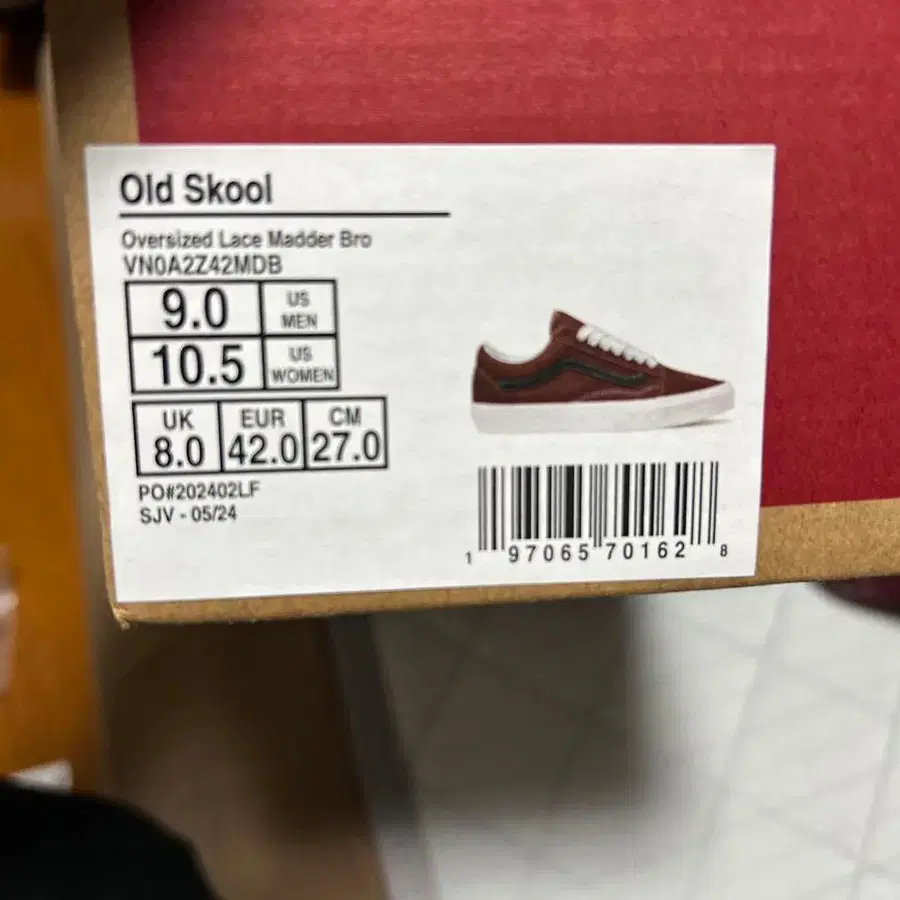 Old Skool
Oversized Lace Madder Bro
VN0A2Z42MDB
9.0 US MEN
10.5 US WOMEN
UK EUR CM
8.0 42.0 27.0
PO#202402LF
SJV - 05/24
1 97065 70162 8